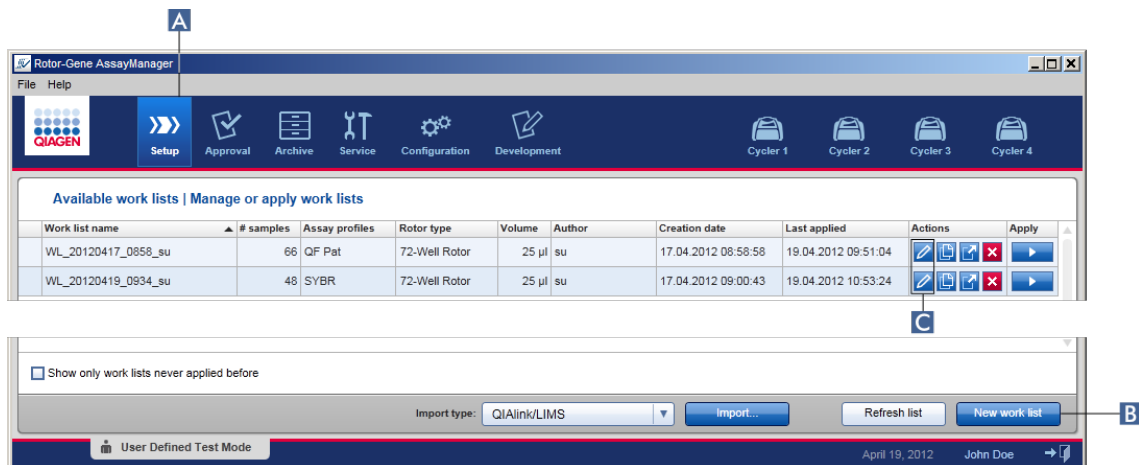 A
Rotor-Gene AssayManager
File Help
QIAGEN
Setup Approval Archive Service Configuration Development Cycler 1 Cycler 2 Cycler 3 Cycler 4
Available work lists | Manage or apply work lists
Work list name # samples Assay profiles Rotor type Volume Author Creation date Last applied Actions Apply
WL_20120417_0858_su 66 QF Pat 72-Well Rotor 25 µl su 17.04.2012 08:58:58 19.04.2012 09:51:04
WL_20120419_0934_su 48 SYBR 72-Well Rotor 25 µl su 17.04.2012 09:00:43 19.04.2012 10:53:24
C
Show only work lists never applied before
Import type: QIAlink/LIMS Import... Refresh list New work list B
User Defined Test Mode April 19, 2012 John Doe